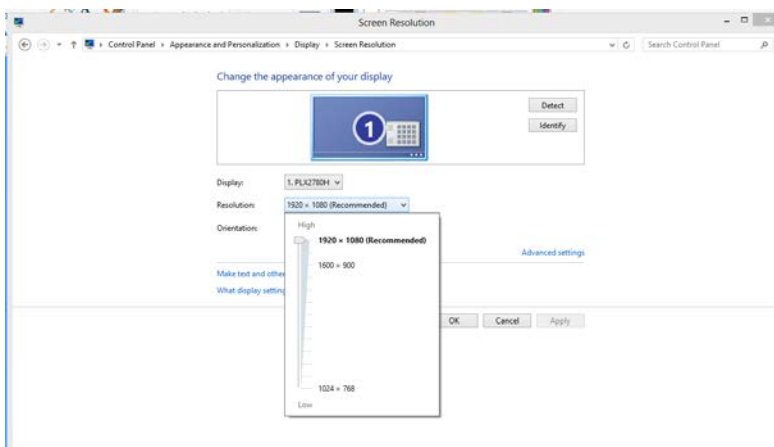 Screen Resolution
Control Panel Appearance and Personalization Display Screen Resolution
Search Control Panel
Change the appearance of your display
1
Detect
Identify
Display: 1. PLX2780H
Resolution: 1920 × 1080 (Recommended)
Orientation:
High
1920 × 1080 (Recommended)
1600 × 900
Advanced settings
Make text and other
What display setting
OK Cancel Apply
1024 × 768
Low